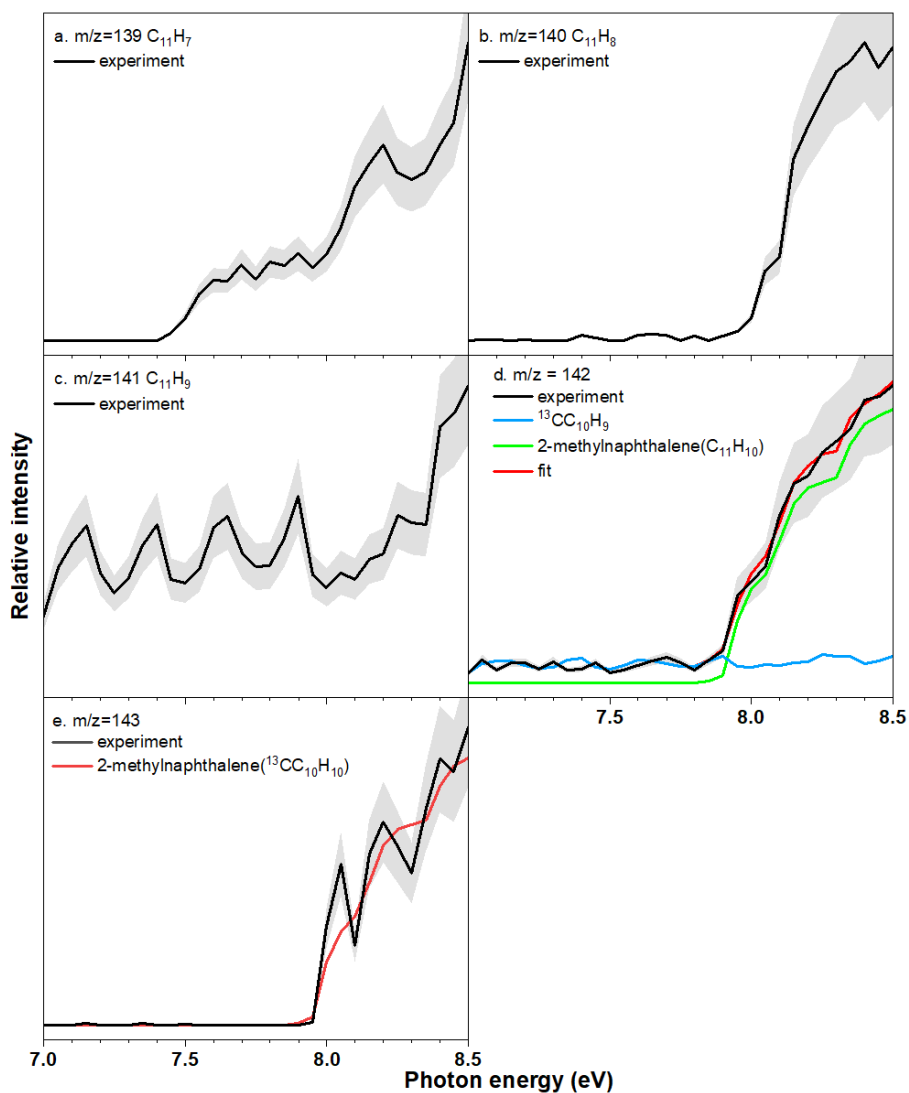 a. m/z=139 C₁₁H₇
experiment
b. m/z=140 C₁₁H₈
experiment
c. m/z=141 C₁₁H₉
experiment
d. m/z = 142
experiment
¹³CC₁₀H₉
2-methylnaphthalene(C₁₁H₁₀)
fit
7.5 8.0 8.5
e. m/z=143
experiment
2-methylnaphthalene(¹³CC₁₀H₁₀)
7.0 7.5 8.0 8.5
Relative intensity
Photon energy (eV)